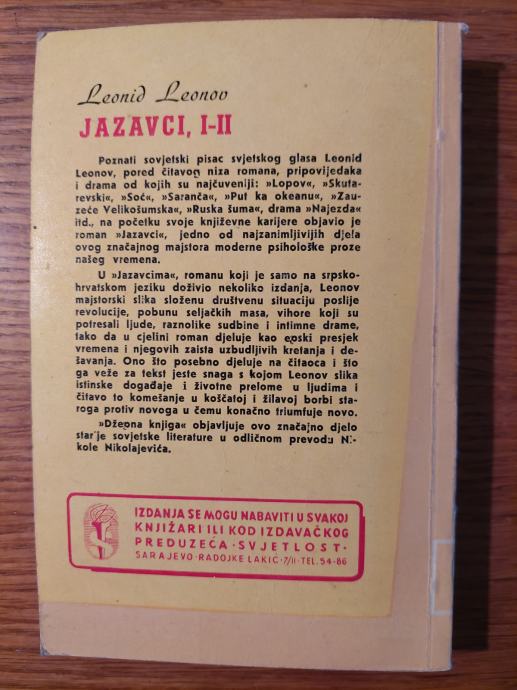 Leonid Leonov
JAZAVCI, I-II
Poznati sovjetski pisac svjetskog glasa Leonid
Leonov, pored čitavog niza romana, pripovijedaka
i drama od kojih su najčuveniji: »Lopov«, »Skuta-
revski«, »Soć«, »Saranča«, »Put ka okeanu«, »Zau-
zeće Velikošumska«, »Ruska šuma«, drama »Najezda«
itd., na početku svoje književne karijere objavio je
roman »Jazavci«, jedno od najzanimljivijih djela
ovog značajnog majstora moderne psihološke proze
našeg vremena.
U »Jazavcima«, romanu koji je samo na srpsko-
hrvatskom jeziku doživio nekoliko izdanja, Leonov
majstorski slika složenu društvenu situaciju poslije
revolucije, pobunu seljačkih masa, vihore koji su
potresali ljude, raznolike sudbine i intimne drame,
tako da u cjelini roman djeluje kao epski presjek
vremena i njegovih zaista uzbudljivih kretanja i de-
šavanja. Ono što posebno djeluje na čitaoca i što
ga veže za tekst jeste snaga s kojom Leonov slika
istinske događaje i životne prelome u ljudima i
čitavo to komešanje u koščatoj i žilavoj borbi sta-
roga protiv novoga u čemu konačno triumfuje novo.
»Džepna knjiga« objavljuje ovo značajno djelo
starije sovjetske literature u odličnom prevodu Ni-
kole Nikolajevića.
IZDANJA SE MOGU NABAVITI U SVAKOJ
KNJIŽARI ILI KOD IZDAVAČKOG
PREDUZEĆA · SVJETLOST ·
SARAJEVO · RADOJKE LAKIĆ · 7/II · TEL. 54-86